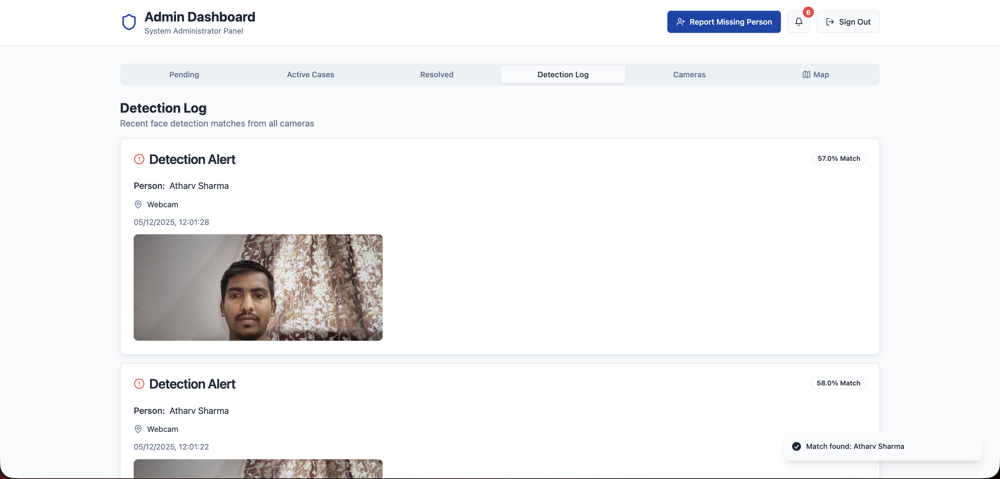 Admin Dashboard
System Administrator Panel
Report Missing Person
6
Sign Out
Pending
Active Cases
Resolved
Detection Log
Cameras
Map
Detection Log
Recent face detection matches from all cameras
Detection Alert
57.0% Match
Person: Atharv Sharma
Webcam
05/12/2025, 12:01:28
Detection Alert
58.0% Match
Person: Atharv Sharma
Webcam
05/12/2025, 12:01:22
Match found: Atharv Sharma